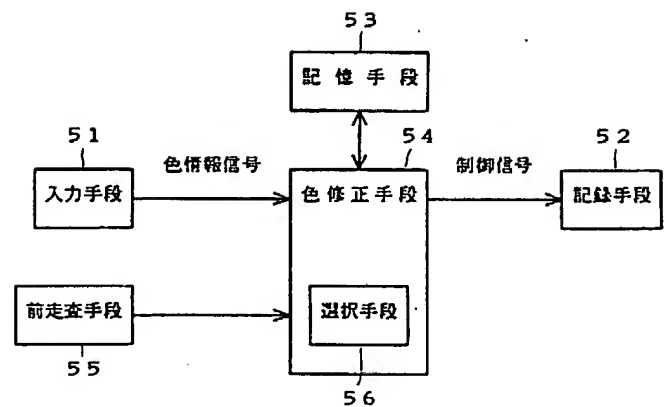 53
記憶手段
51
54
52
色情報信号
制御信号
入力手段
色修正手段
記録手段
前走査手段
選択手段
55
56